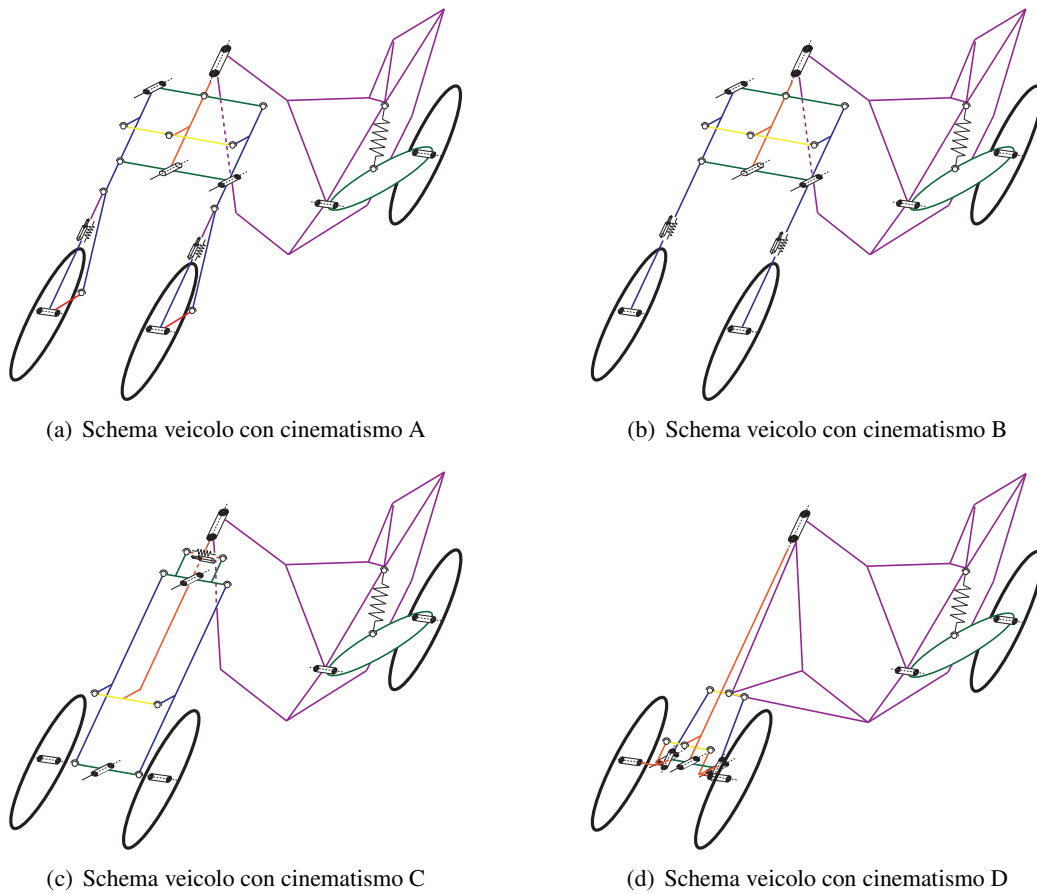 (a) Schema veicolo con cinematismo A
(b) Schema veicolo con cinematismo B
(c) Schema veicolo con cinematismo C
(d) Schema veicolo con cinematismo D